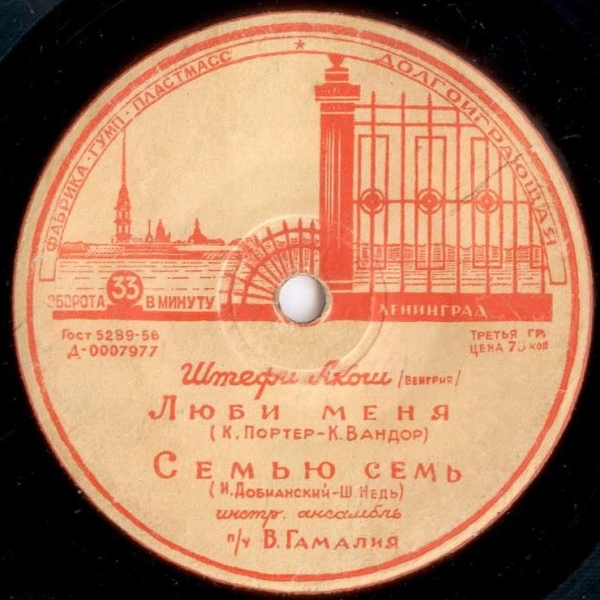 ФАБРИКА·ГУМП·ПЛАСТМАСС ★ ДОЛГОИГРАЮЩАЯ
ОБОРОТА 33 В МИНУТУ
ЛЕНИНГРАД
Гост 5289-56
Д-0007977
ТРЕТЬЯ ГР.
ЦЕНА 70 коп
Штефи Акош /ВЕНГРИЯ/
ЛЮБИ МЕНЯ
(К. ПОРТЕР-К. ВАНДОР)
СЕМЬЮ СЕМЬ
(И. ДОБИАНСКИЙ-Ш. НЕДЬ)
инстр. ансамбль
п/у В. ГАМАЛИЯ